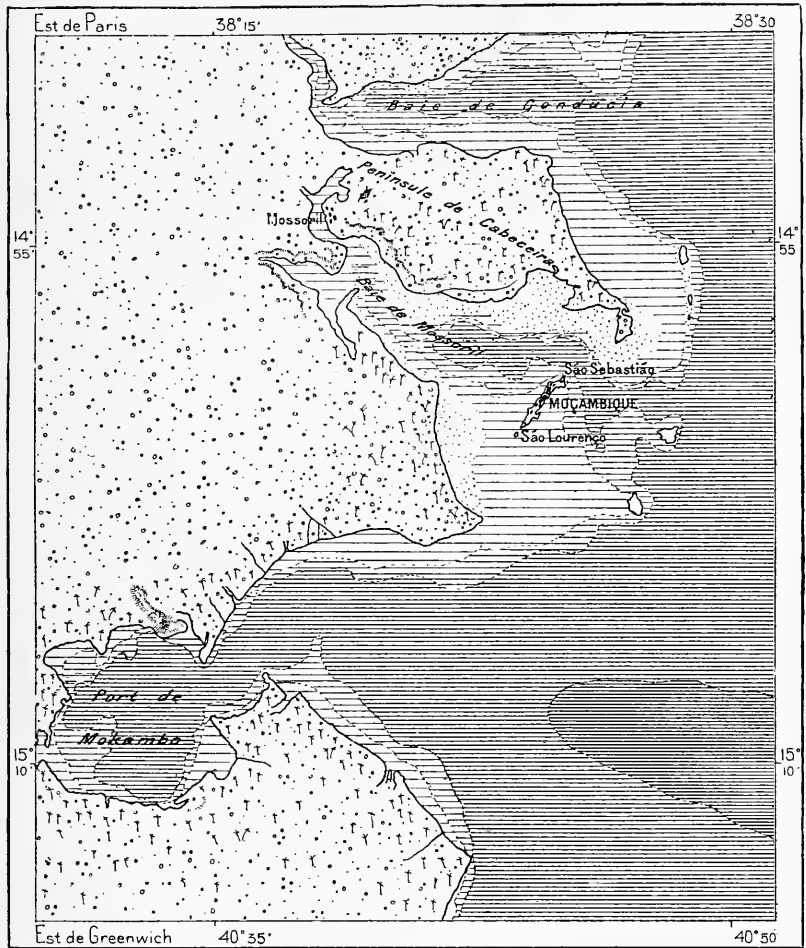 Est de Paris 38°15' 38°30
Baie de Conducia
Péninsule de Cabeceiras
Mossoril
14° 55' 14° 55
Baie de Mossoril
São Sebastião
MOÇAMBIQUE
São Lourenço
Port de
Mokambo
15° 10' 15° 10
Est de Greenwich 40°35' 40°50